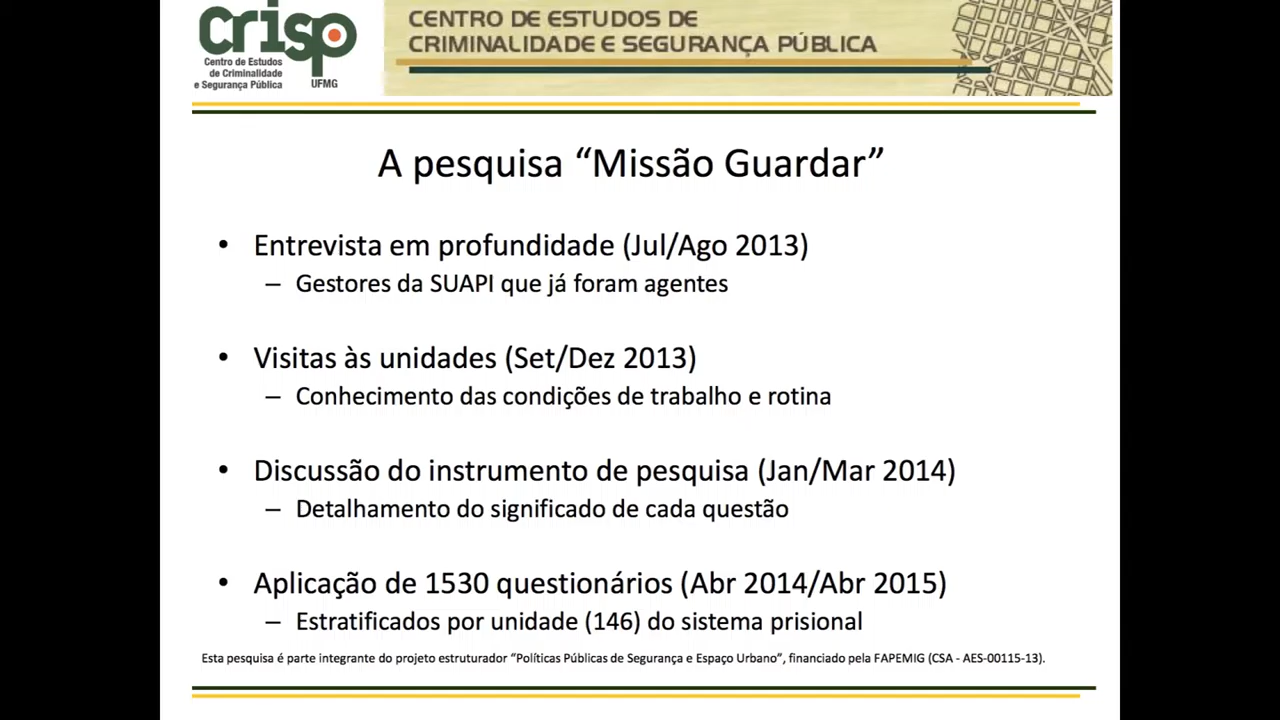 crisp
Centro de Estudos
de Criminalidade
e Segurança Pública
UFMG
CENTRO DE ESTUDOS DE
CRIMINALIDADE E SEGURANÇA PÚBLICA
A pesquisa “Missão Guardar”
• Entrevista em profundidade (Jul/Ago 2013)
– Gestores da SUAPI que já foram agentes
• Visitas às unidades (Set/Dez 2013)
– Conhecimento das condições de trabalho e rotina
• Discussão do instrumento de pesquisa (Jan/Mar 2014)
– Detalhamento do significado de cada questão
• Aplicação de 1530 questionários (Abr 2014/Abr 2015)
– Estratificados por unidade (146) do sistema prisional
Esta pesquisa é parte integrante do projeto estruturador “Políticas Públicas de Segurança e Espaço Urbano”, financiado pela FAPEMIG (CSA - AES-00115-13).